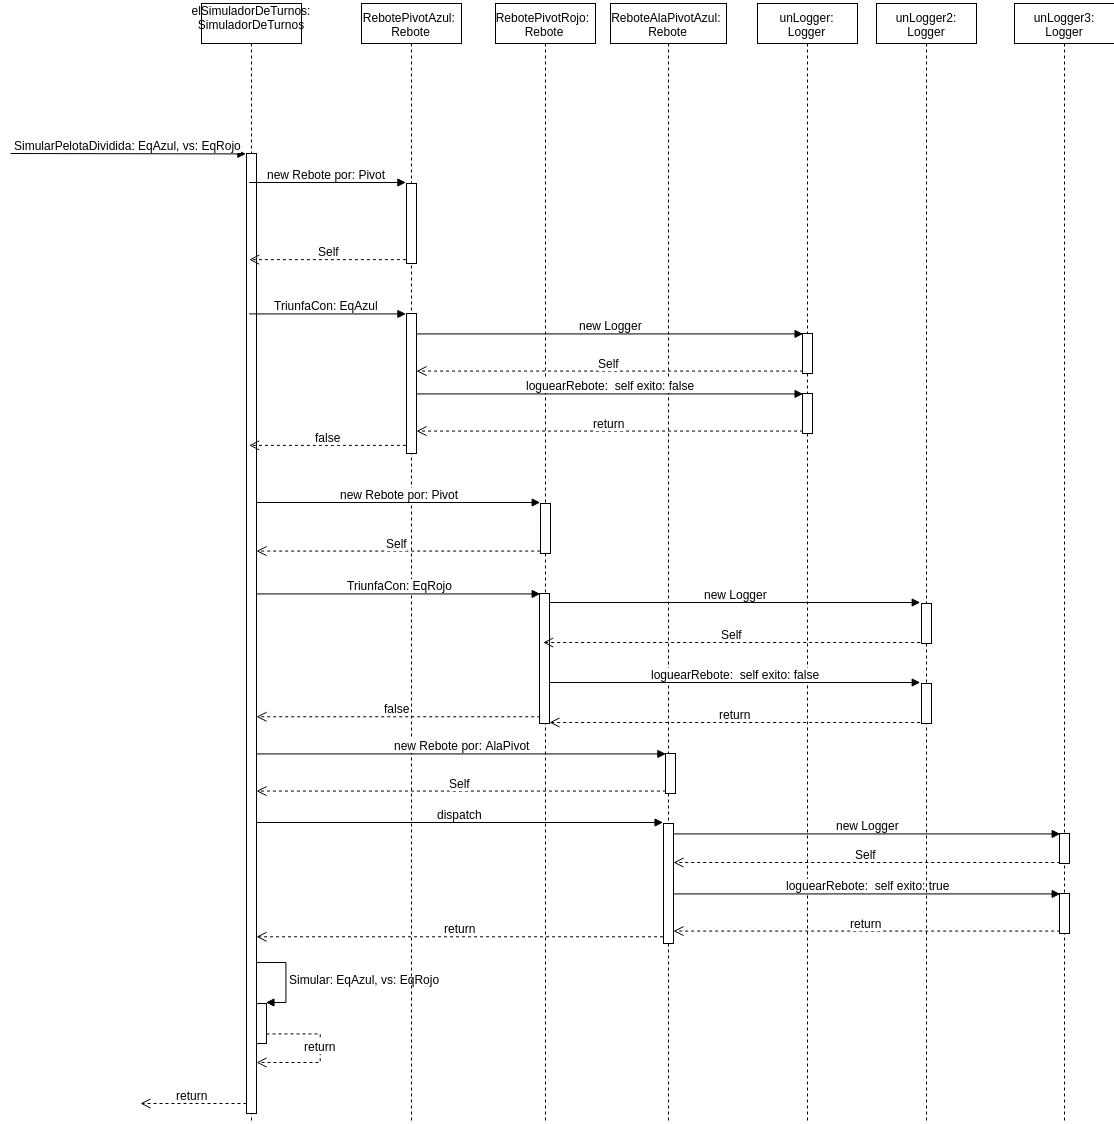 elSimuladorDeTurnos:
SimuladorDeTurnos
RebotePivotAzul:
Rebote
RebotePivotRojo:
Rebote
ReboteAlaPivotAzul:
Rebote
unLogger:
Logger
unLogger2:
Logger
unLogger3:
Logger
SimularPelotaDividida: EqAzul, vs: EqRojo
new Rebote por: Pivot
Self
TriunfaCon: EqAzul
new Logger
Self
loguearRebote:  self exito: false
return
false
new Rebote por: Pivot
Self
TriunfaCon: EqRojo
new Logger
Self
loguearRebote:  self exito: false
false
return
new Rebote por: AlaPivot
Self
dispatch
new Logger
Self
loguearRebote:  self exito: true
return
return
Simular: EqAzul, vs: EqRojo
return
return